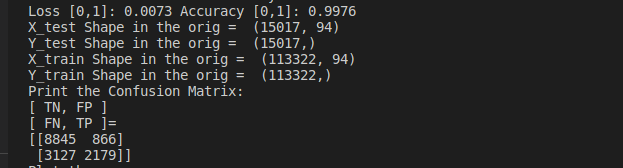 Loss [0,1]: 0.0073 Accuracy [0,1]: 0.9976
X_test Shape in the orig =  (15017, 94)
Y_test Shape in the orig =  (15017,)
X_train Shape in the orig =  (113322, 94)
Y_train Shape in the orig =  (113322,)
Print the Confusion Matrix:
[ TN, FP ]
[ FN, TP ]=
[[8845  866]
 [3127 2179]]